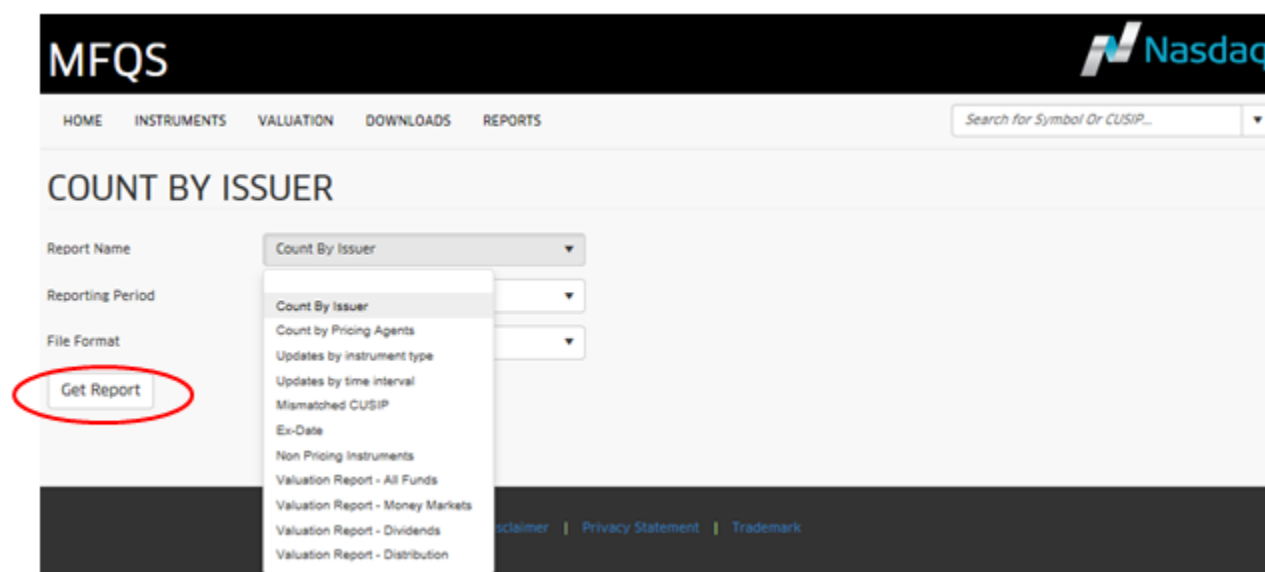 MFQS
Nasdaq
HOME INSTRUMENTS VALUATION DOWNLOADS REPORTS
Search for Symbol Or CUSIP...
COUNT BY ISSUER
Report Name
Count By Issuer
Reporting Period
File Format
Get Report
Count By Issuer
Count by Pricing Agents
Updates by instrument type
Updates by time interval
Mismatched CUSIP
Ex-Date
Non Pricing Instruments
Valuation Report - All Funds
Valuation Report - Money Markets
Valuation Report - Dividends
Valuation Report - Distribution
sclaimer | Privacy Statement | Trademark